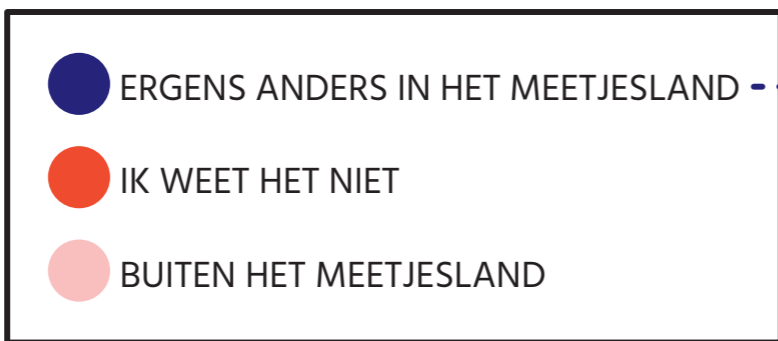 ERGENS ANDERS IN HET MEETJESLAND
IK WEET HET NIET
BUITEN HET MEETJESLAND